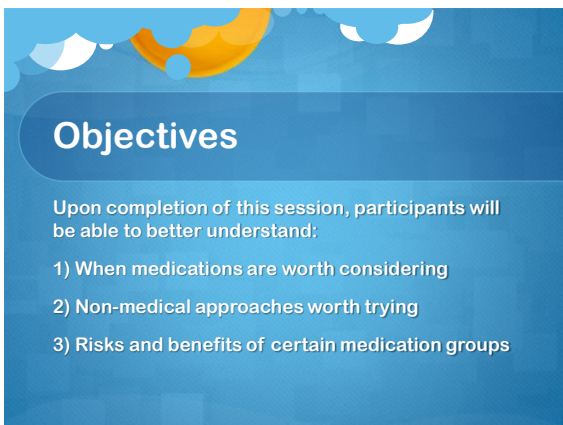 Objectives
Upon completion of this session, participants will
be able to better understand:
1) When medications are worth considering
2) Non-medical approaches worth trying
3) Risks and benefits of certain medication groups